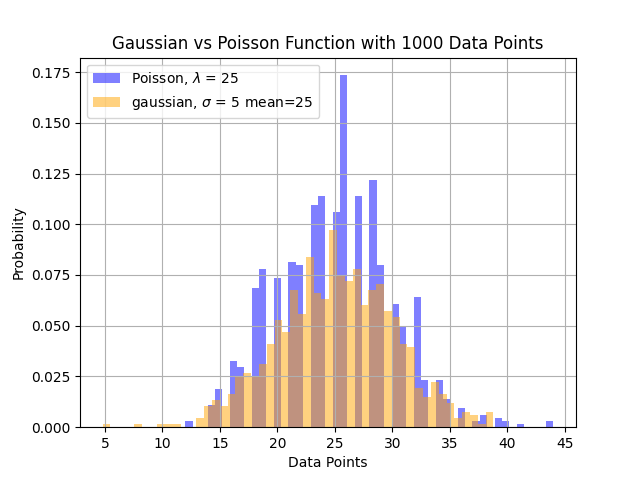 Gaussian vs Poisson Function with 1000 Data Points
Poisson, λ = 25
gaussian, σ = 5 mean=25
Probability
0.175
0.150
0.125
0.100
0.075
0.050
0.025
0.000
5 10 15 20 25 30 35 40 45
Data Points